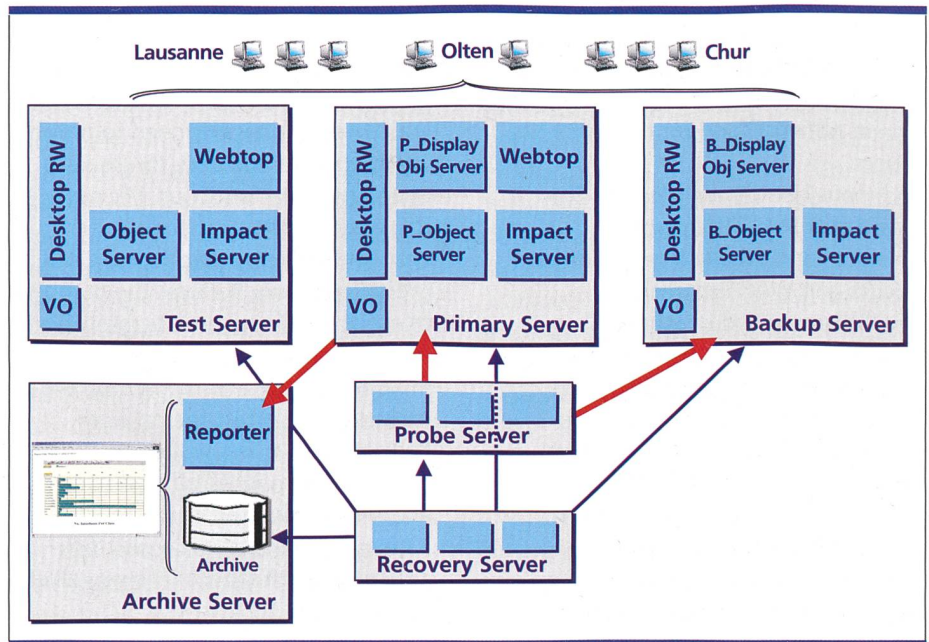 Lausanne
Olten
Chur
Desktop RW
Webtop
Object
Server
Impact
Server
VO
Test Server
Desktop RW
P_Display
Obj Server
Webtop
P_Object
Server
Impact
Server
VO
Primary Server
Desktop RW
B_Display
Obj Server
B_Object
Server
Impact
Server
VO
Backup Server
Reporter
Archive
Archive Server
Probe Server
Recovery Server